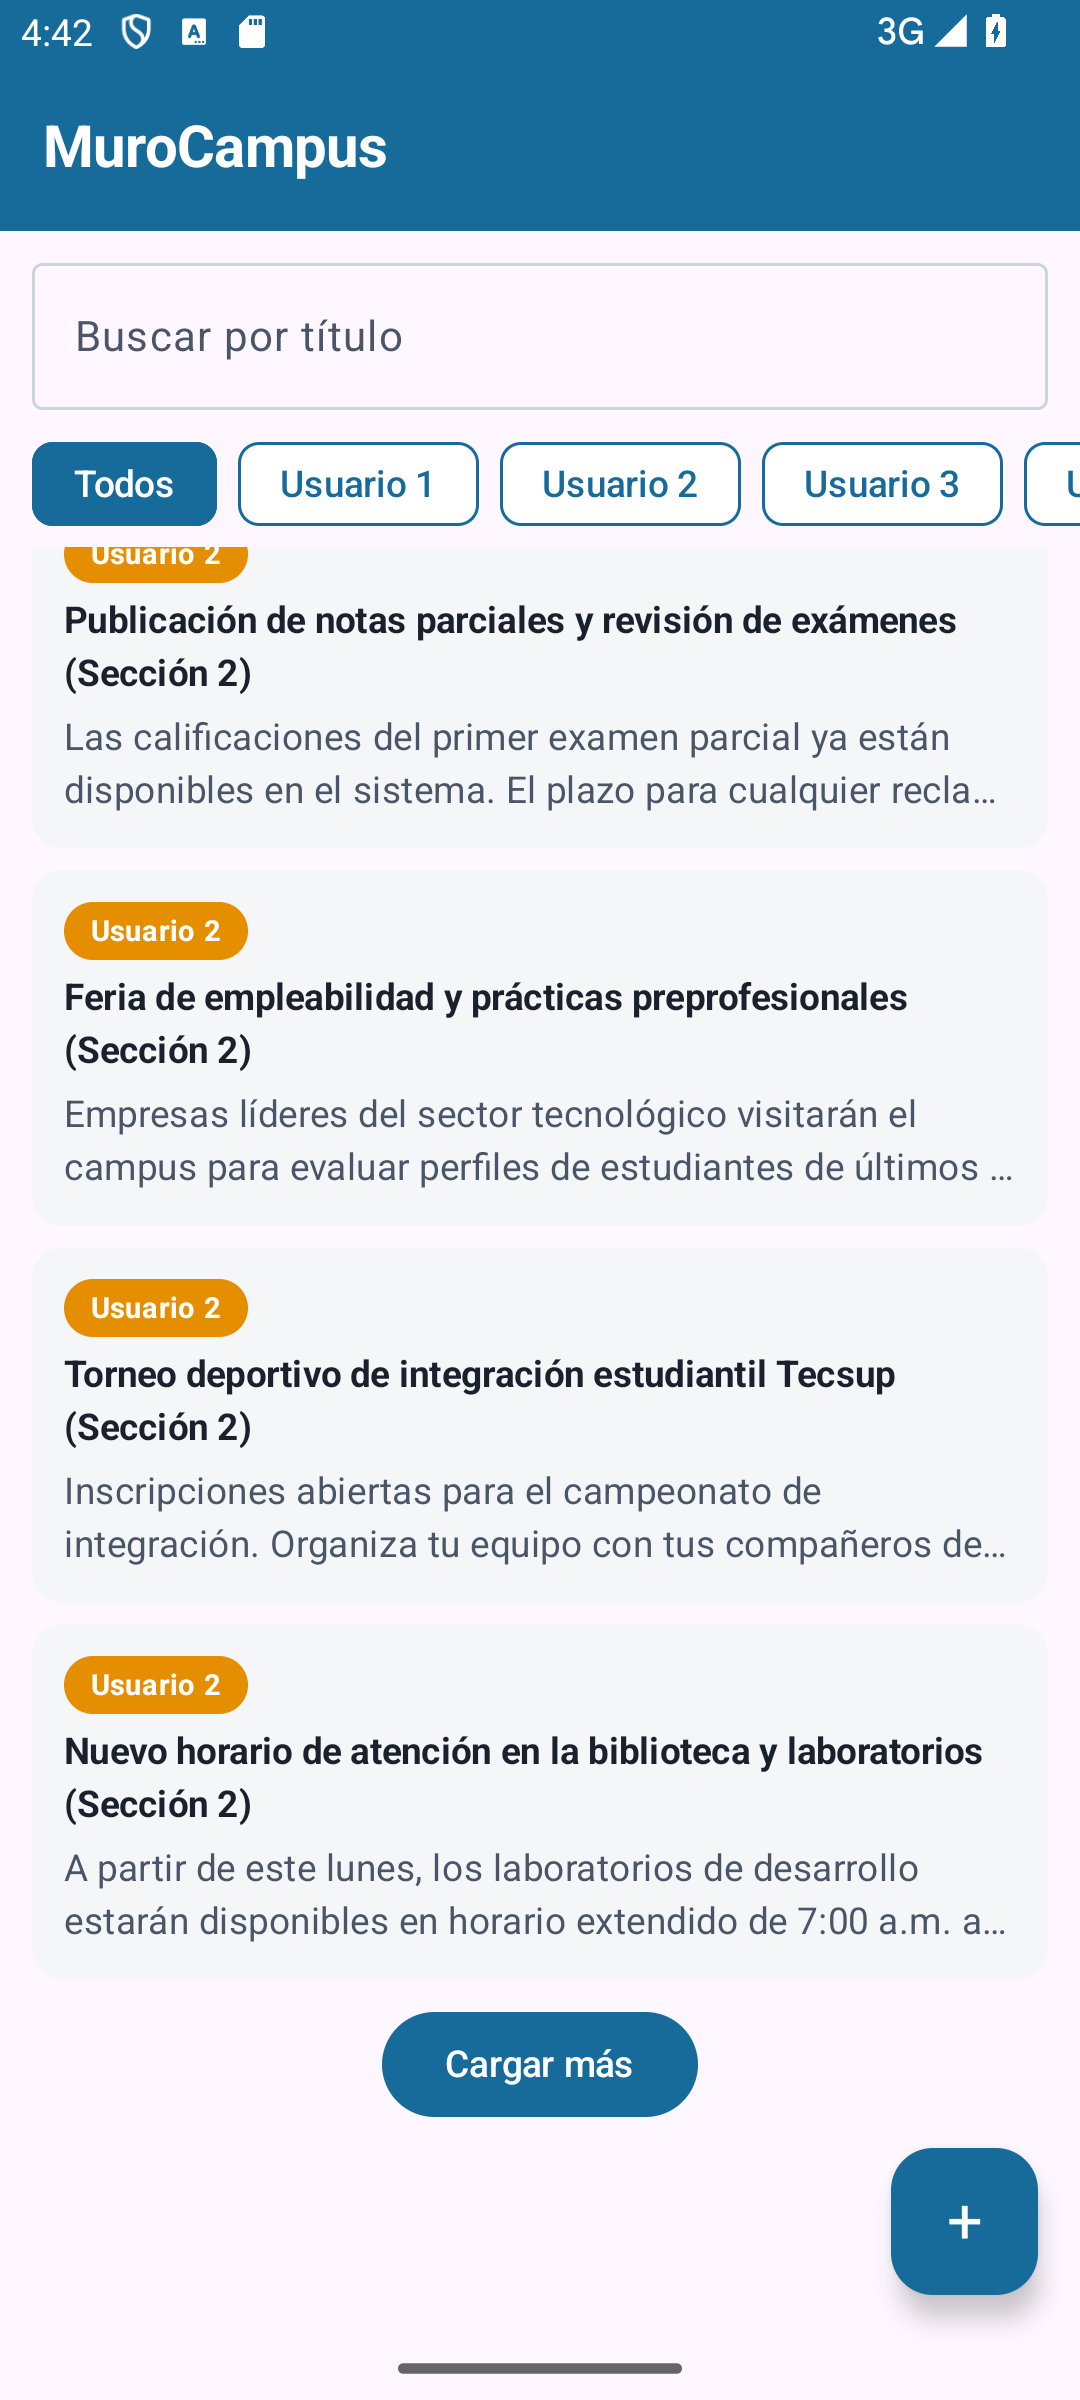 4:42
3G
MuroCampus
Buscar por título
Todos
Usuario 1
Usuario 2
Usuario 3
U
Usuario 2
Publicación de notas parciales y revisión de exámenes
(Sección 2)
Las calificaciones del primer examen parcial ya están
disponibles en el sistema. El plazo para cualquier recla…
Usuario 2
Feria de empleabilidad y prácticas preprofesionales
(Sección 2)
Empresas líderes del sector tecnológico visitarán el
campus para evaluar perfiles de estudiantes de últimos …
Usuario 2
Torneo deportivo de integración estudiantil Tecsup
(Sección 2)
Inscripciones abiertas para el campeonato de
integración. Organiza tu equipo con tus compañeros de…
Usuario 2
Nuevo horario de atención en la biblioteca y laboratorios
(Sección 2)
A partir de este lunes, los laboratorios de desarrollo
estarán disponibles en horario extendido de 7:00 a.m. a…
Cargar más
+